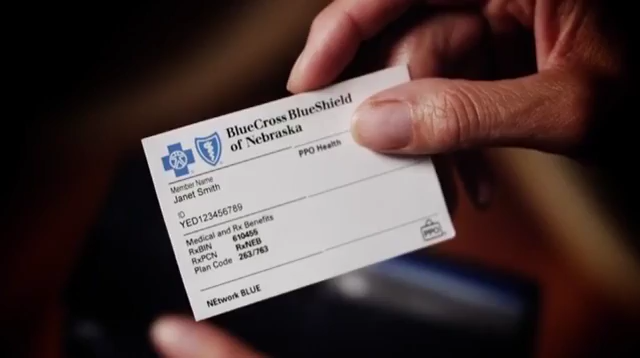 BlueCross BlueShield
of Nebraska
PPO Health
Member Name
Janet Smith
ID
YED123456789
Medical and Rx Benefits
RxBIN 610455
RxPCN RxNEB
Plan Code 263/763
PPO
NEtwork BLUE